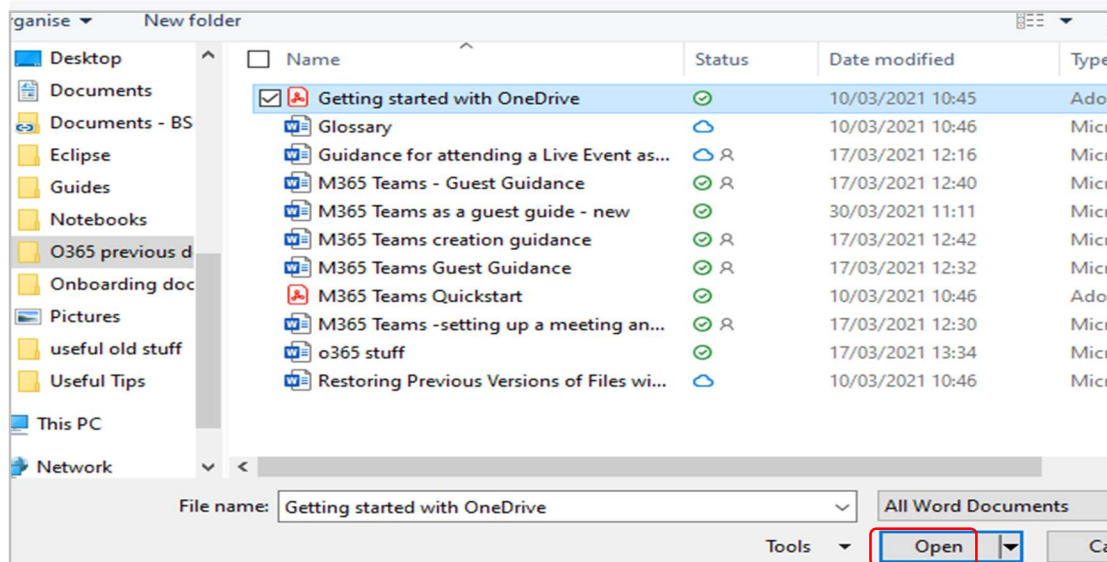 rganise New folder
Desktop
Documents
Documents - BS
Eclipse
Guides
Notebooks
O365 previous d
Onboarding doc
Pictures
useful old stuff
Useful Tips
This PC
Network
Name Status Date modified Type
Getting started with OneDrive 10/03/2021 10:45 Ado
Glossary 10/03/2021 10:46 Micr
Guidance for attending a Live Event as... 17/03/2021 12:16 Micr
M365 Teams - Guest Guidance 17/03/2021 12:40 Micr
M365 Teams as a guest guide - new 30/03/2021 11:11 Micr
M365 Teams creation guidance 17/03/2021 12:42 Micr
M365 Teams Guest Guidance 17/03/2021 12:32 Micr
M365 Teams Quickstart 10/03/2021 10:46 Ado
M365 Teams -setting up a meeting an... 17/03/2021 12:30 Micr
o365 stuff 17/03/2021 13:34 Micr
Restoring Previous Versions of Files wi... 10/03/2021 10:46 Micr
File name: Getting started with OneDrive All Word Documents
Tools Open Ca